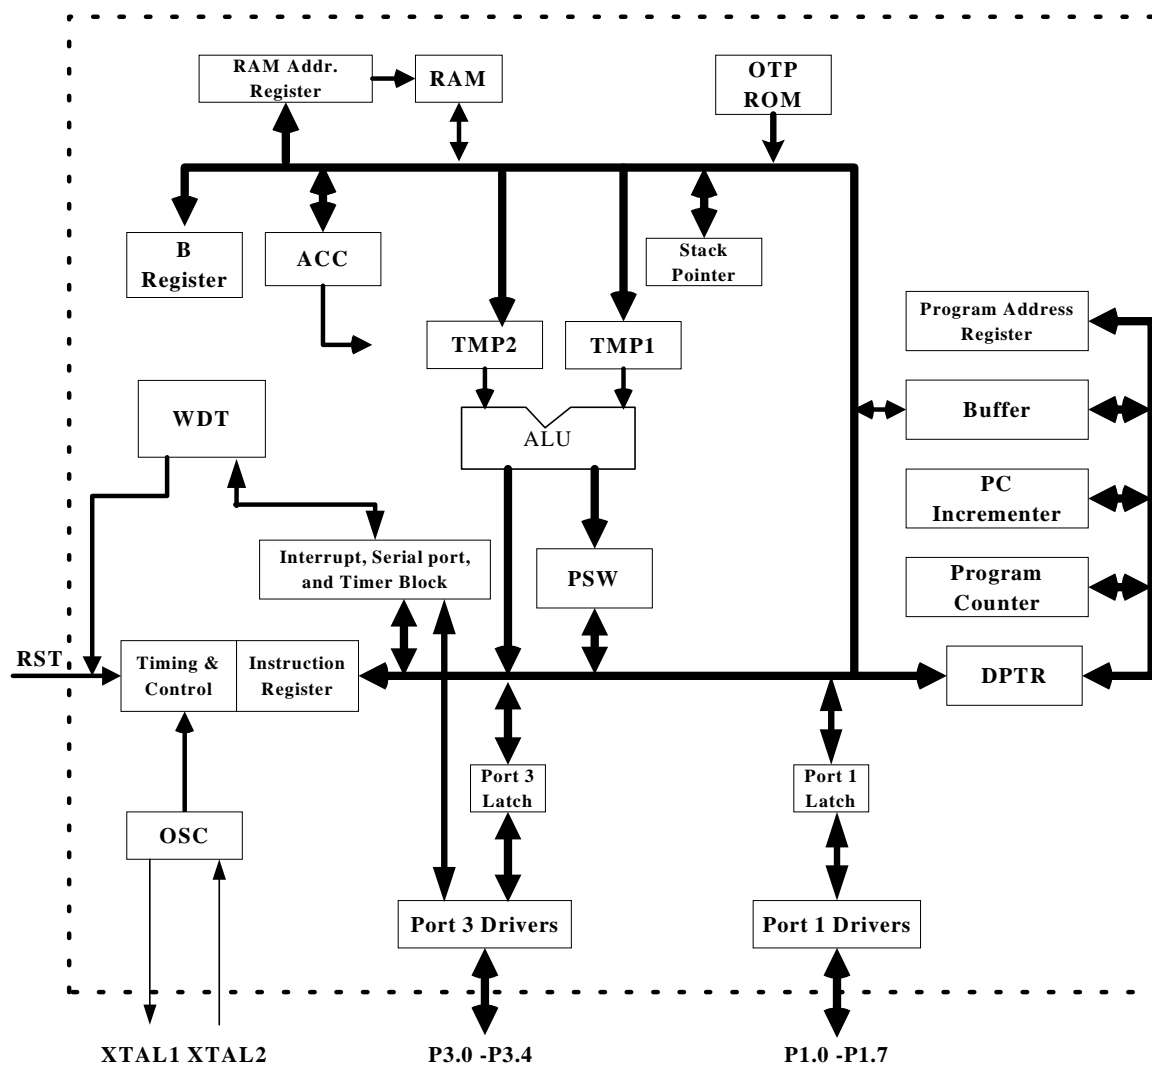 RAM Addr.
Register
RAM
OTP
ROM
B
Register
ACC
Stack
Pointer
TMP2
TMP1
Program Address
Register
WDT
ALU
Buffer
PC
Incrementer
Interrupt, Serial port,
and Timer Block
PSW
Program
Counter
RST
Timing &
Control
Instruction
Register
DPTR
Port 3
Latch
Port 1
Latch
OSC
Port 3 Drivers
Port 1 Drivers
XTAL1 XTAL2
P3.0 -P3.4
P1.0 -P1.7